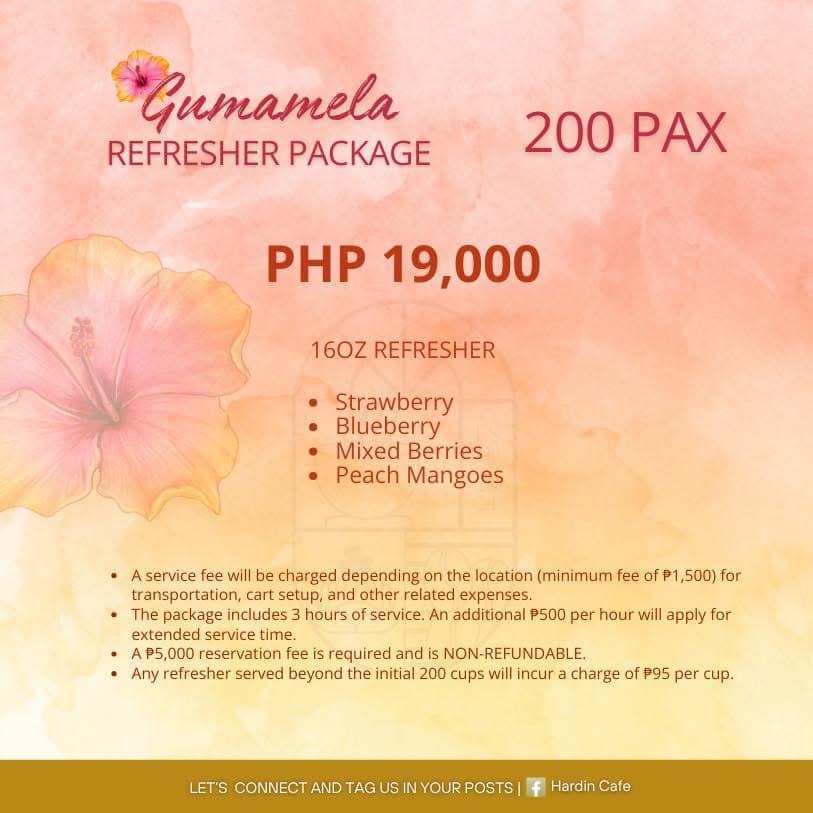 Gumamela
REFRESHER PACKAGE
200 PAX
PHP 19,000
16OZ REFRESHER
• Strawberry
• Blueberry
• Mixed Berries
• Peach Mangoes
• A service fee will be charged depending on the location (minimum fee of ₱1,500) for
transportation, cart setup, and other related expenses.
• The package includes 3 hours of service. An additional ₱500 per hour will apply for
extended service time.
• A ₱5,000 reservation fee is required and is NON-REFUNDABLE.
• Any refresher served beyond the initial 200 cups will incur a charge of ₱95 per cup.
LET'S CONNECT AND TAG US IN YOUR POSTS | f Hardin Cafe